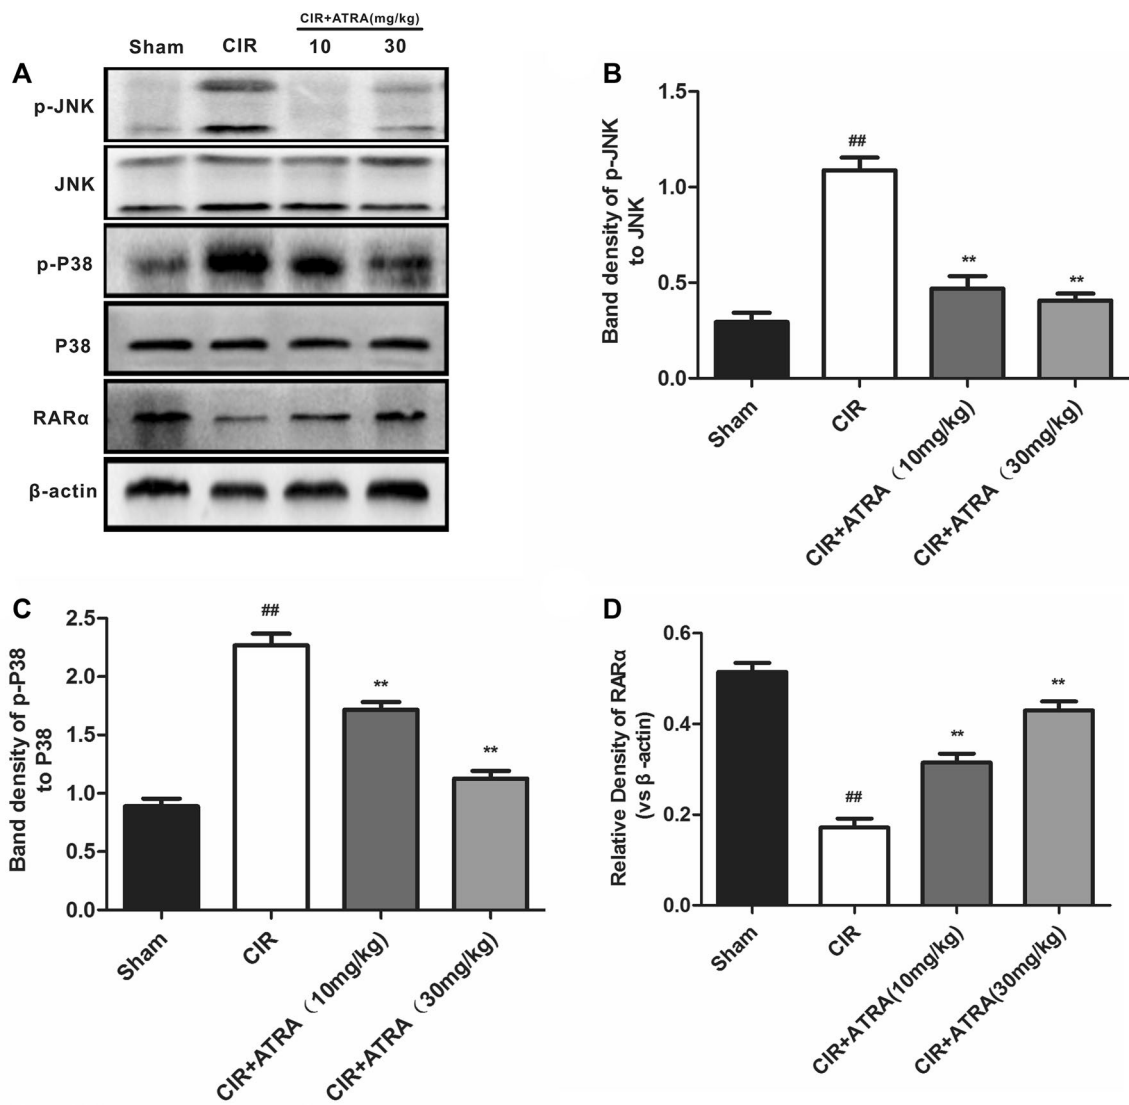 CIR+ATRA(mg/kg)
Sham CIR 10 30
A
p-JNK
JNK
p-P38
P38
RARα
β-actin
B
Band density of p-JNK
to JNK
1.5
1.0
0.5
0.0
##
**
**
Sham
CIR
CIR+ATRA（10mg/kg)
CIR+ATRA（30mg/kg)
C
Band density of p-P38
to P38
2.5
2.0
1.5
1.0
0.5
0.0
##
**
**
Sham
CIR
CIR+ATRA（10mg/kg)
CIR+ATRA（30mg/kg)
D
Relative Density of RARα
(vs β -actin)
0.6
0.4
0.2
0.0
##
**
**
Sham
CIR
CIR+ATRA(10mg/kg)
CIR+ATRA(30mg/kg)